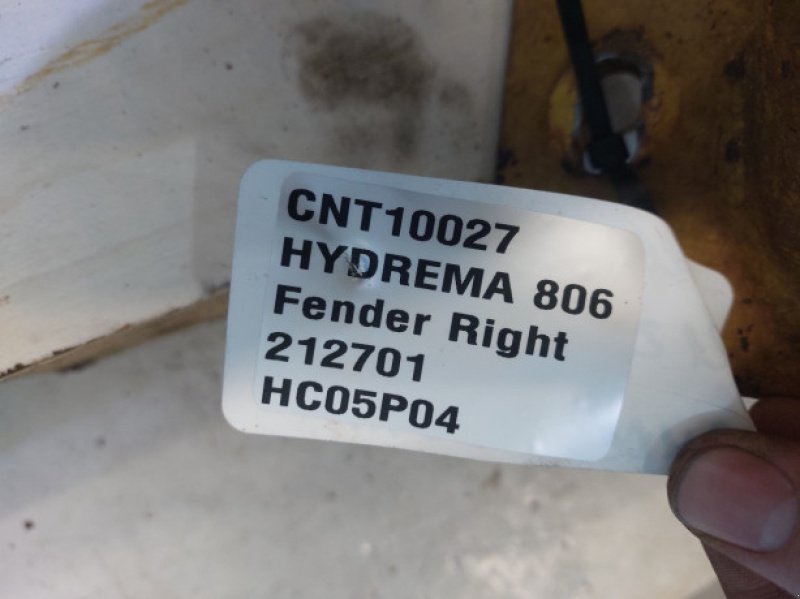 CNT10027
HYDREMA 806
Fender Right
212701
HC05P04